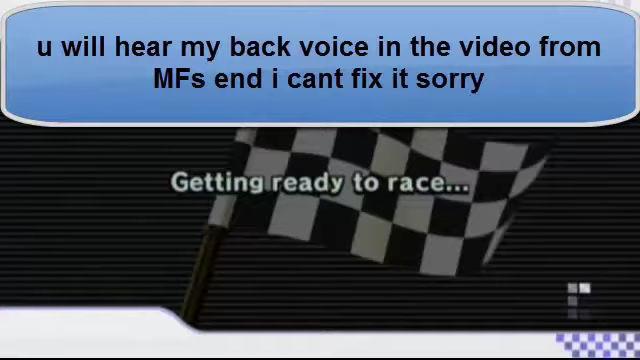 u will hear my back voice in the video from
MFs end i cant fix it sorry
Getting ready to race...